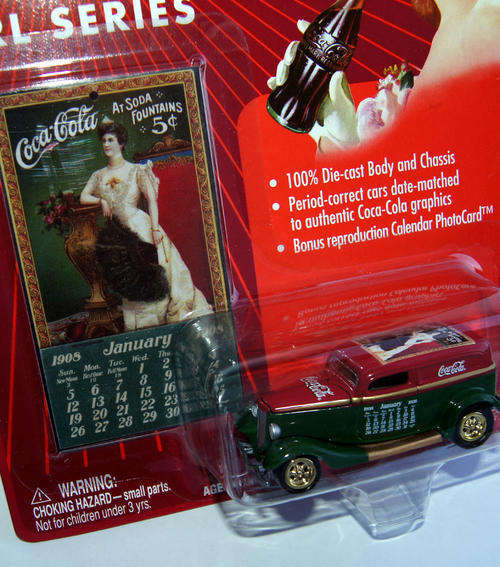 RL SERIES
Coca-Cola
AT SODA
FOUNTAINS
5¢
Coca-Cola
100% Die-cast Body and Chassis
Period-correct cars date-matched
to authentic Coca-Cola graphics
Bonus reproduction Calendar PhotoCard™
1908 January
Sun. Mon. Tue. Wed. Thu
1 2
5 6 7 8 9
12 13 14 15 16
19 20 21 22 23
26 27 28 29 30
Coca-Cola
Coca-Cola
January
WARNING:
CHOKING HAZARD — small parts.
Not for children under 3 yrs.
AGE